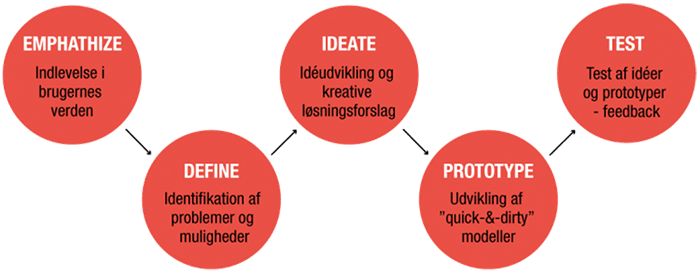 EMPHATHIZE
Indlevelse i
brugernes
verden
DEFINE
Identifikation af
problemer og
muligheder
IDEATE
Idéudvikling og
kreative
løsningsforslag
PROTOTYPE
Udvikling af
"quick-&-dirty"
modeller
TEST
Test af idéer
og prototyper
- feedback